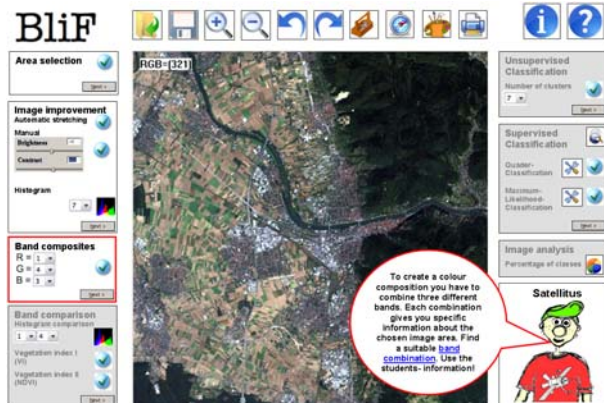 BliF
Area selection
Next >
Image improvement
Automatic stretching
Manual
Brightness
Contrast
Histogram
7
Next >
Band composites
R = 1
G = 4
B = 3
Next >
Band comparison
Histogram comparison
1 4
Vegetation index I
(VI)
Vegetation index II
(NDVI)
Next >
RGB=[321]
To create a colour
composition you have to
combine three different
bands. Each combination
gives you specific
information about the
chosen image area. Find
a suitable band
combination. Use the
students- information!
Unsupervised
Classification
Number of clusters
7
Next >
Supervised
Classification
Quader-
Classification
Maximum-
Likelihood-
Classification
Next >
Image analysis
Percentage of classes
Satellitus